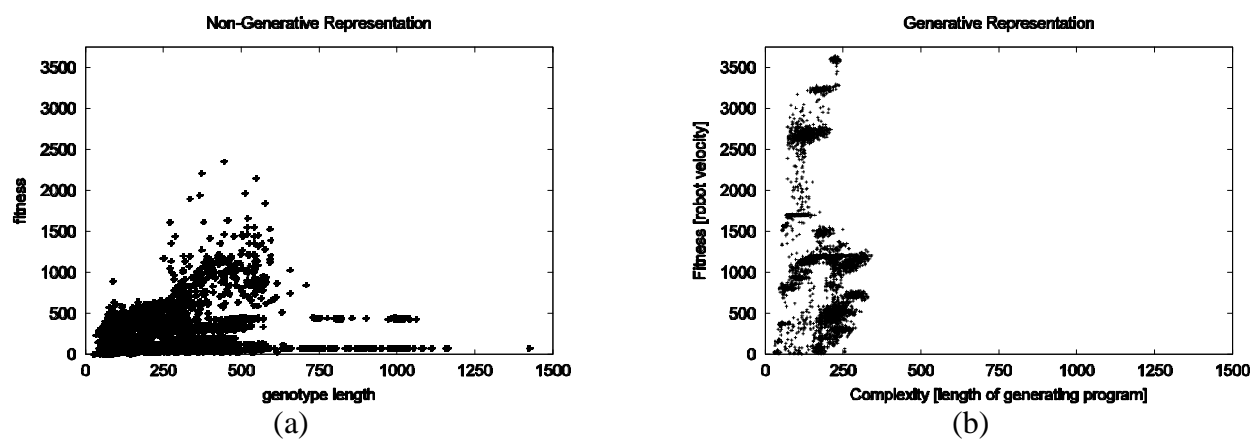 Non-Generative Representation
3500
3000
2500
2000
1500
1000
500
0
fitness
0 250 500 750 1000 1250 1500
genotype length
(a)
Generative Representation
3500
3000
2500
2000
1500
1000
500
0
Fitness [robot velocity]
0 250 500 750 1000 1250 1500
Complexity [length of generating program]
(b)